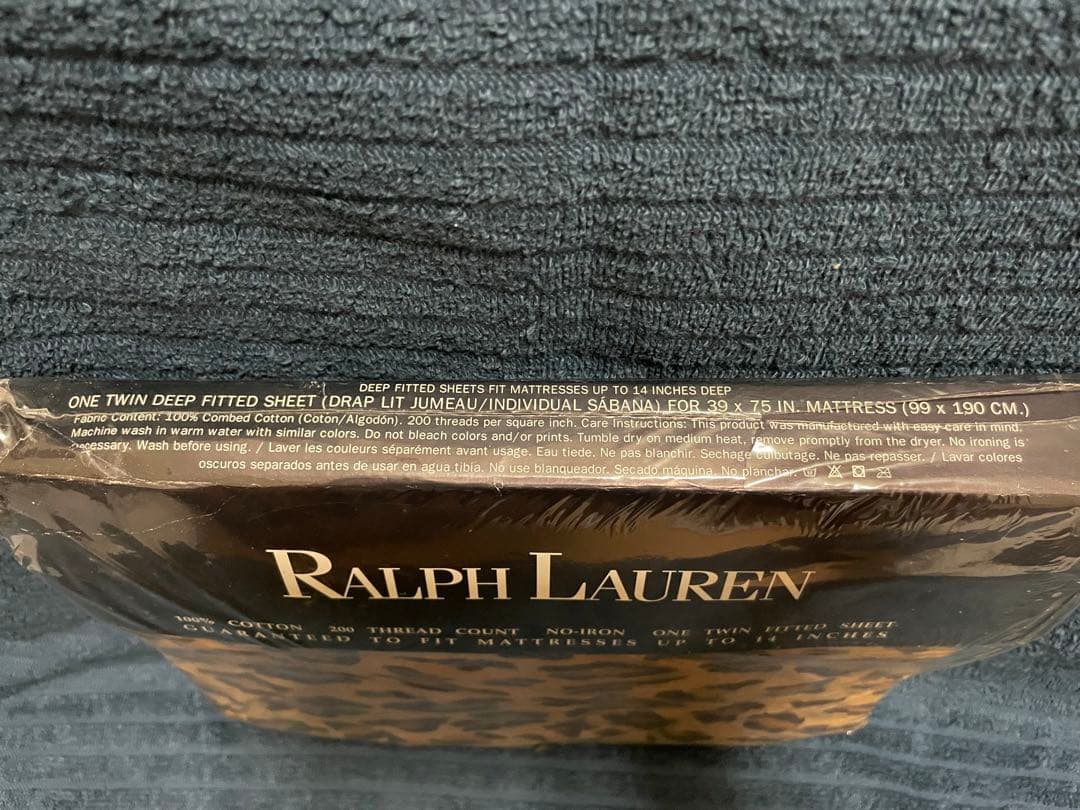 DEEP FITTED SHEETS FIT MATTRESSES UP TO 14 INCHES DEEP
ONE TWIN DEEP FITTED SHEET (DRAP LIT JUMEAU/INDIVIDUAL SÁBANA) FOR 39 x 75 IN. MATTRESS (99 x 190 CM.)
Fabric Content: 100% Combed Cotton (Coton/Algodón). 200 threads per square inch. Care Instructions: This product was manufactured with easy care in mind.
Machine wash in warm water with similar colors. Do not bleach colors and/or prints. Tumble dry on medium heat, remove promptly from the dryer. No ironing is
necessary. Wash before using. / Laver les couleurs séparément avant usage. Eau tiede. Ne pas blanchir. Sechage culbutage. Ne pas repasser. / Lavar colores
oscuros separados antes de usar en agua tibia. No use blanqueador. Secado máquina. No planchar.
RALPH LAUREN
100% COTTON 200 THREAD COUNT NO-IRON ONE TWIN FITTED SHEET
GUARANTEED TO FIT MATTRESSES UP TO 14 INCHES